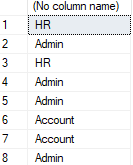 (No column name)
1 HR
2 Admin
3 HR
4 Admin
5 Admin
6 Account
7 Account
8 Admin